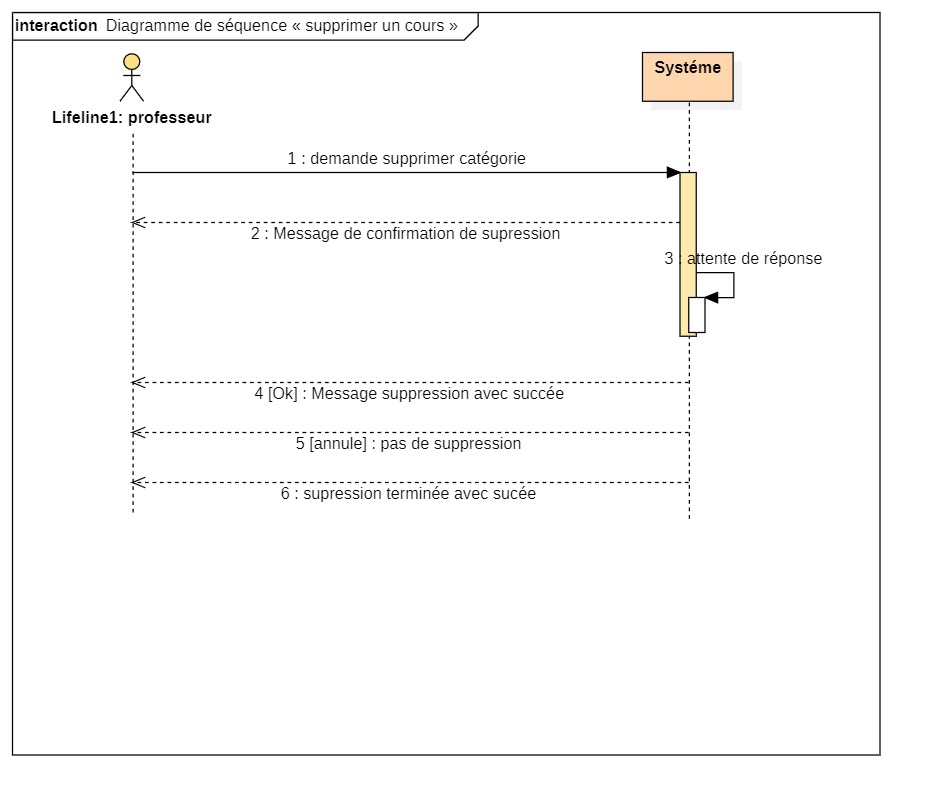 interaction Diagramme de séquence « supprimer un cours »
Systéme
Lifeline1: professeur
1 : demande supprimer catégorie
2 : Message de confirmation de supression
3 : attente de réponse
4 [Ok] : Message suppression avec succée
5 [annule] : pas de suppression
6 : supression terminée avec sucée